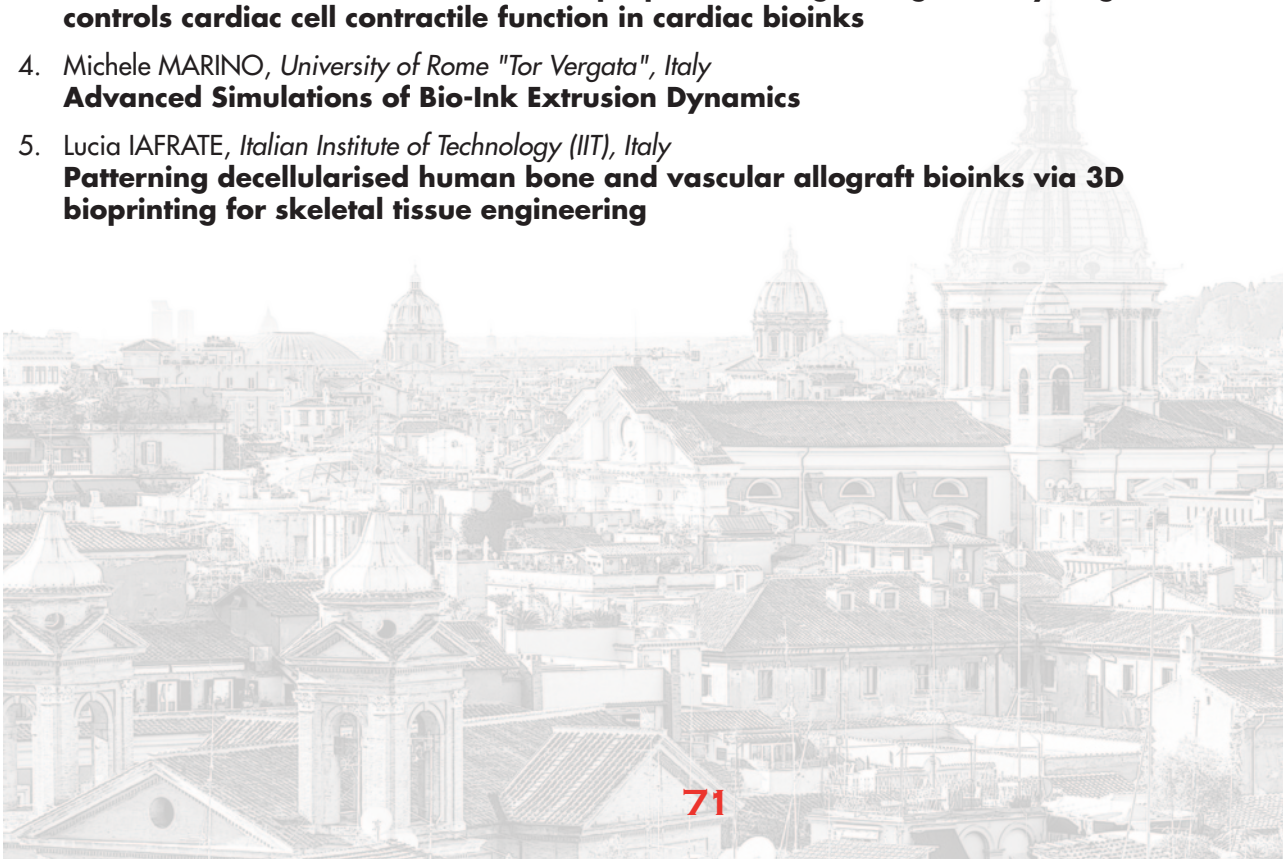 controls cardiac cell contractile function in cardiac bioinks
4. Michele MARINO, University of Rome "Tor Vergata", Italy
Advanced Simulations of Bio-Ink Extrusion Dynamics
5. Lucia IAFRATE, Italian Institute of Technology (IIT), Italy
Patterning decellularised human bone and vascular allograft bioinks via 3D
bioprinting for skeletal tissue engineering
71